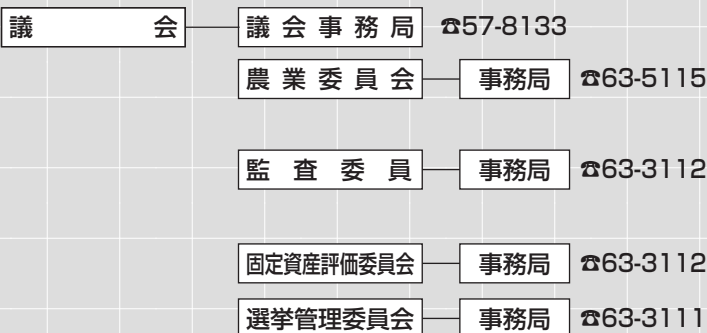 議会 議会事務局 ☎57-8133
農業委員会 事務局 ☎63-5115
監査委員 事務局 ☎63-3112
固定資産評価委員会 事務局 ☎63-3112
選挙管理委員会 事務局 ☎63-3111